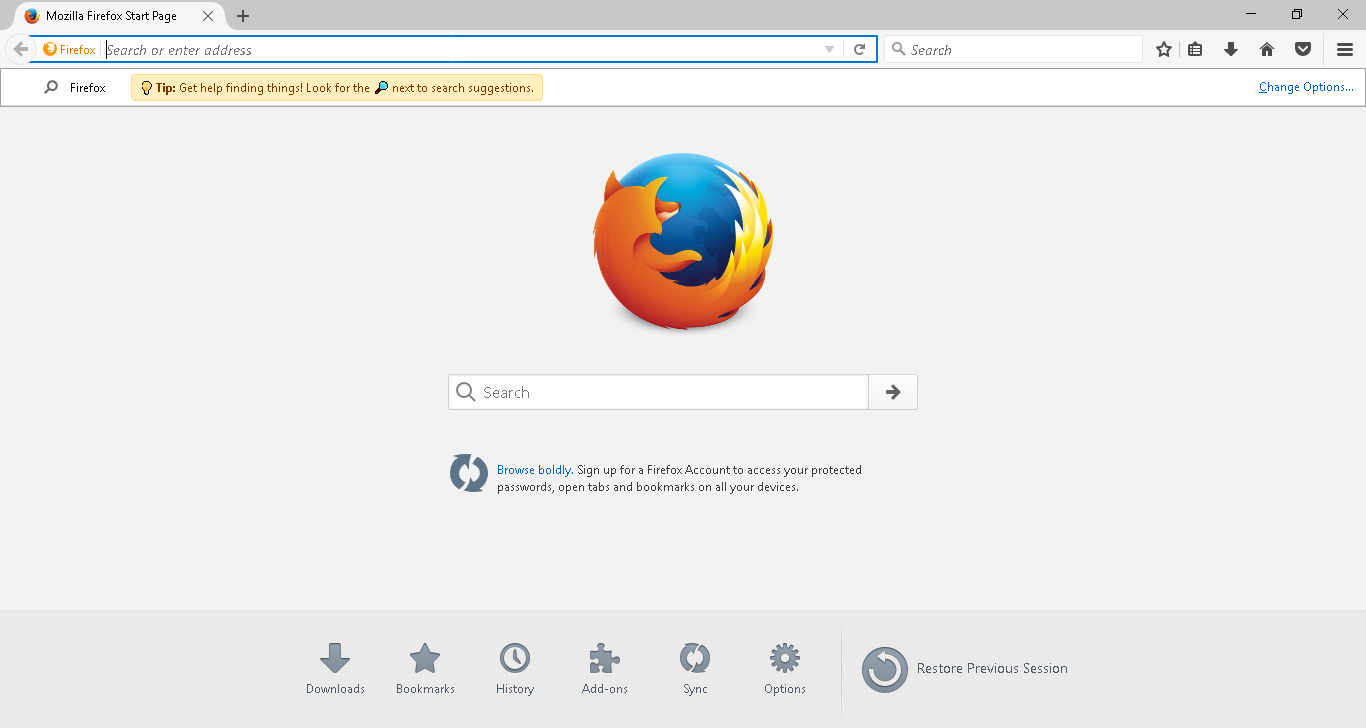 Mozilla Firefox Start Page
Firefox Search or enter address
Search
Firefox
Tip: Get help finding things! Look for the next to search suggestions.
Change Options...
Search
Browse boldly. Sign up for a Firefox Account to access your protected
passwords, open tabs and bookmarks on all your devices.
Downloads
Bookmarks
History
Add-ons
Sync
Options
Restore Previous Session